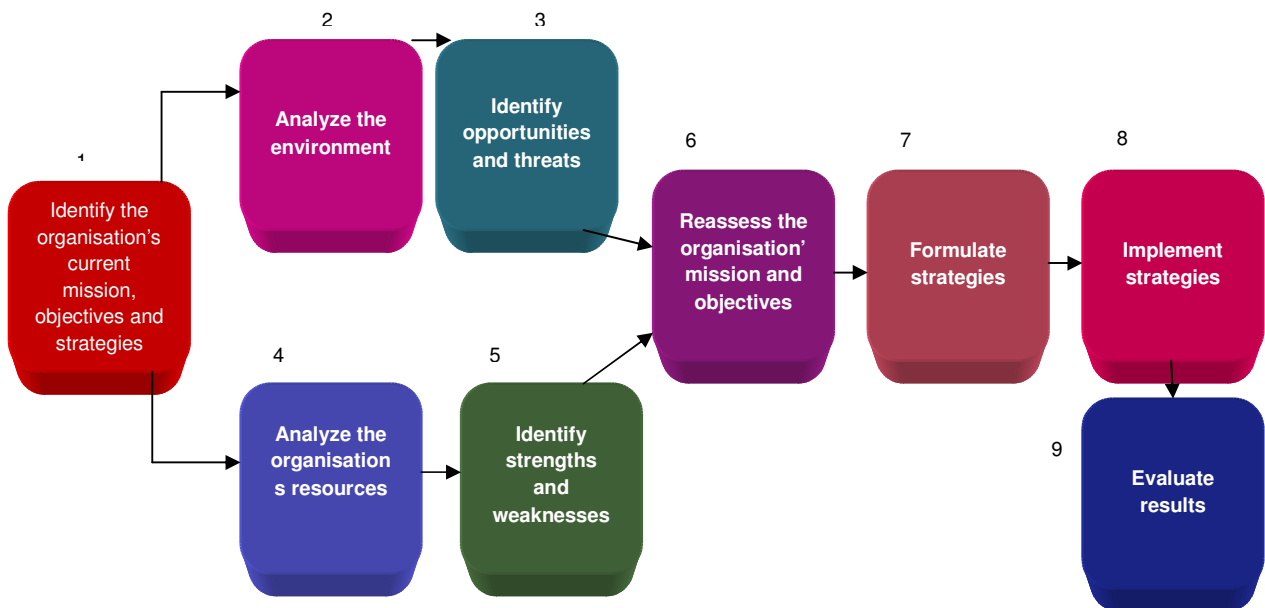 1
Identify the
organisation's
current
mission,
objectives and
strategies
2
Analyze the
environment
3
Identify
opportunities
and threats
4
Analyze the
organisation
s resources
5
Identify
strengths
and
weaknesses
6
Reassess the
organisation'
mission and
objectives
7
Formulate
strategies
8
Implement
strategies
9
Evaluate
results